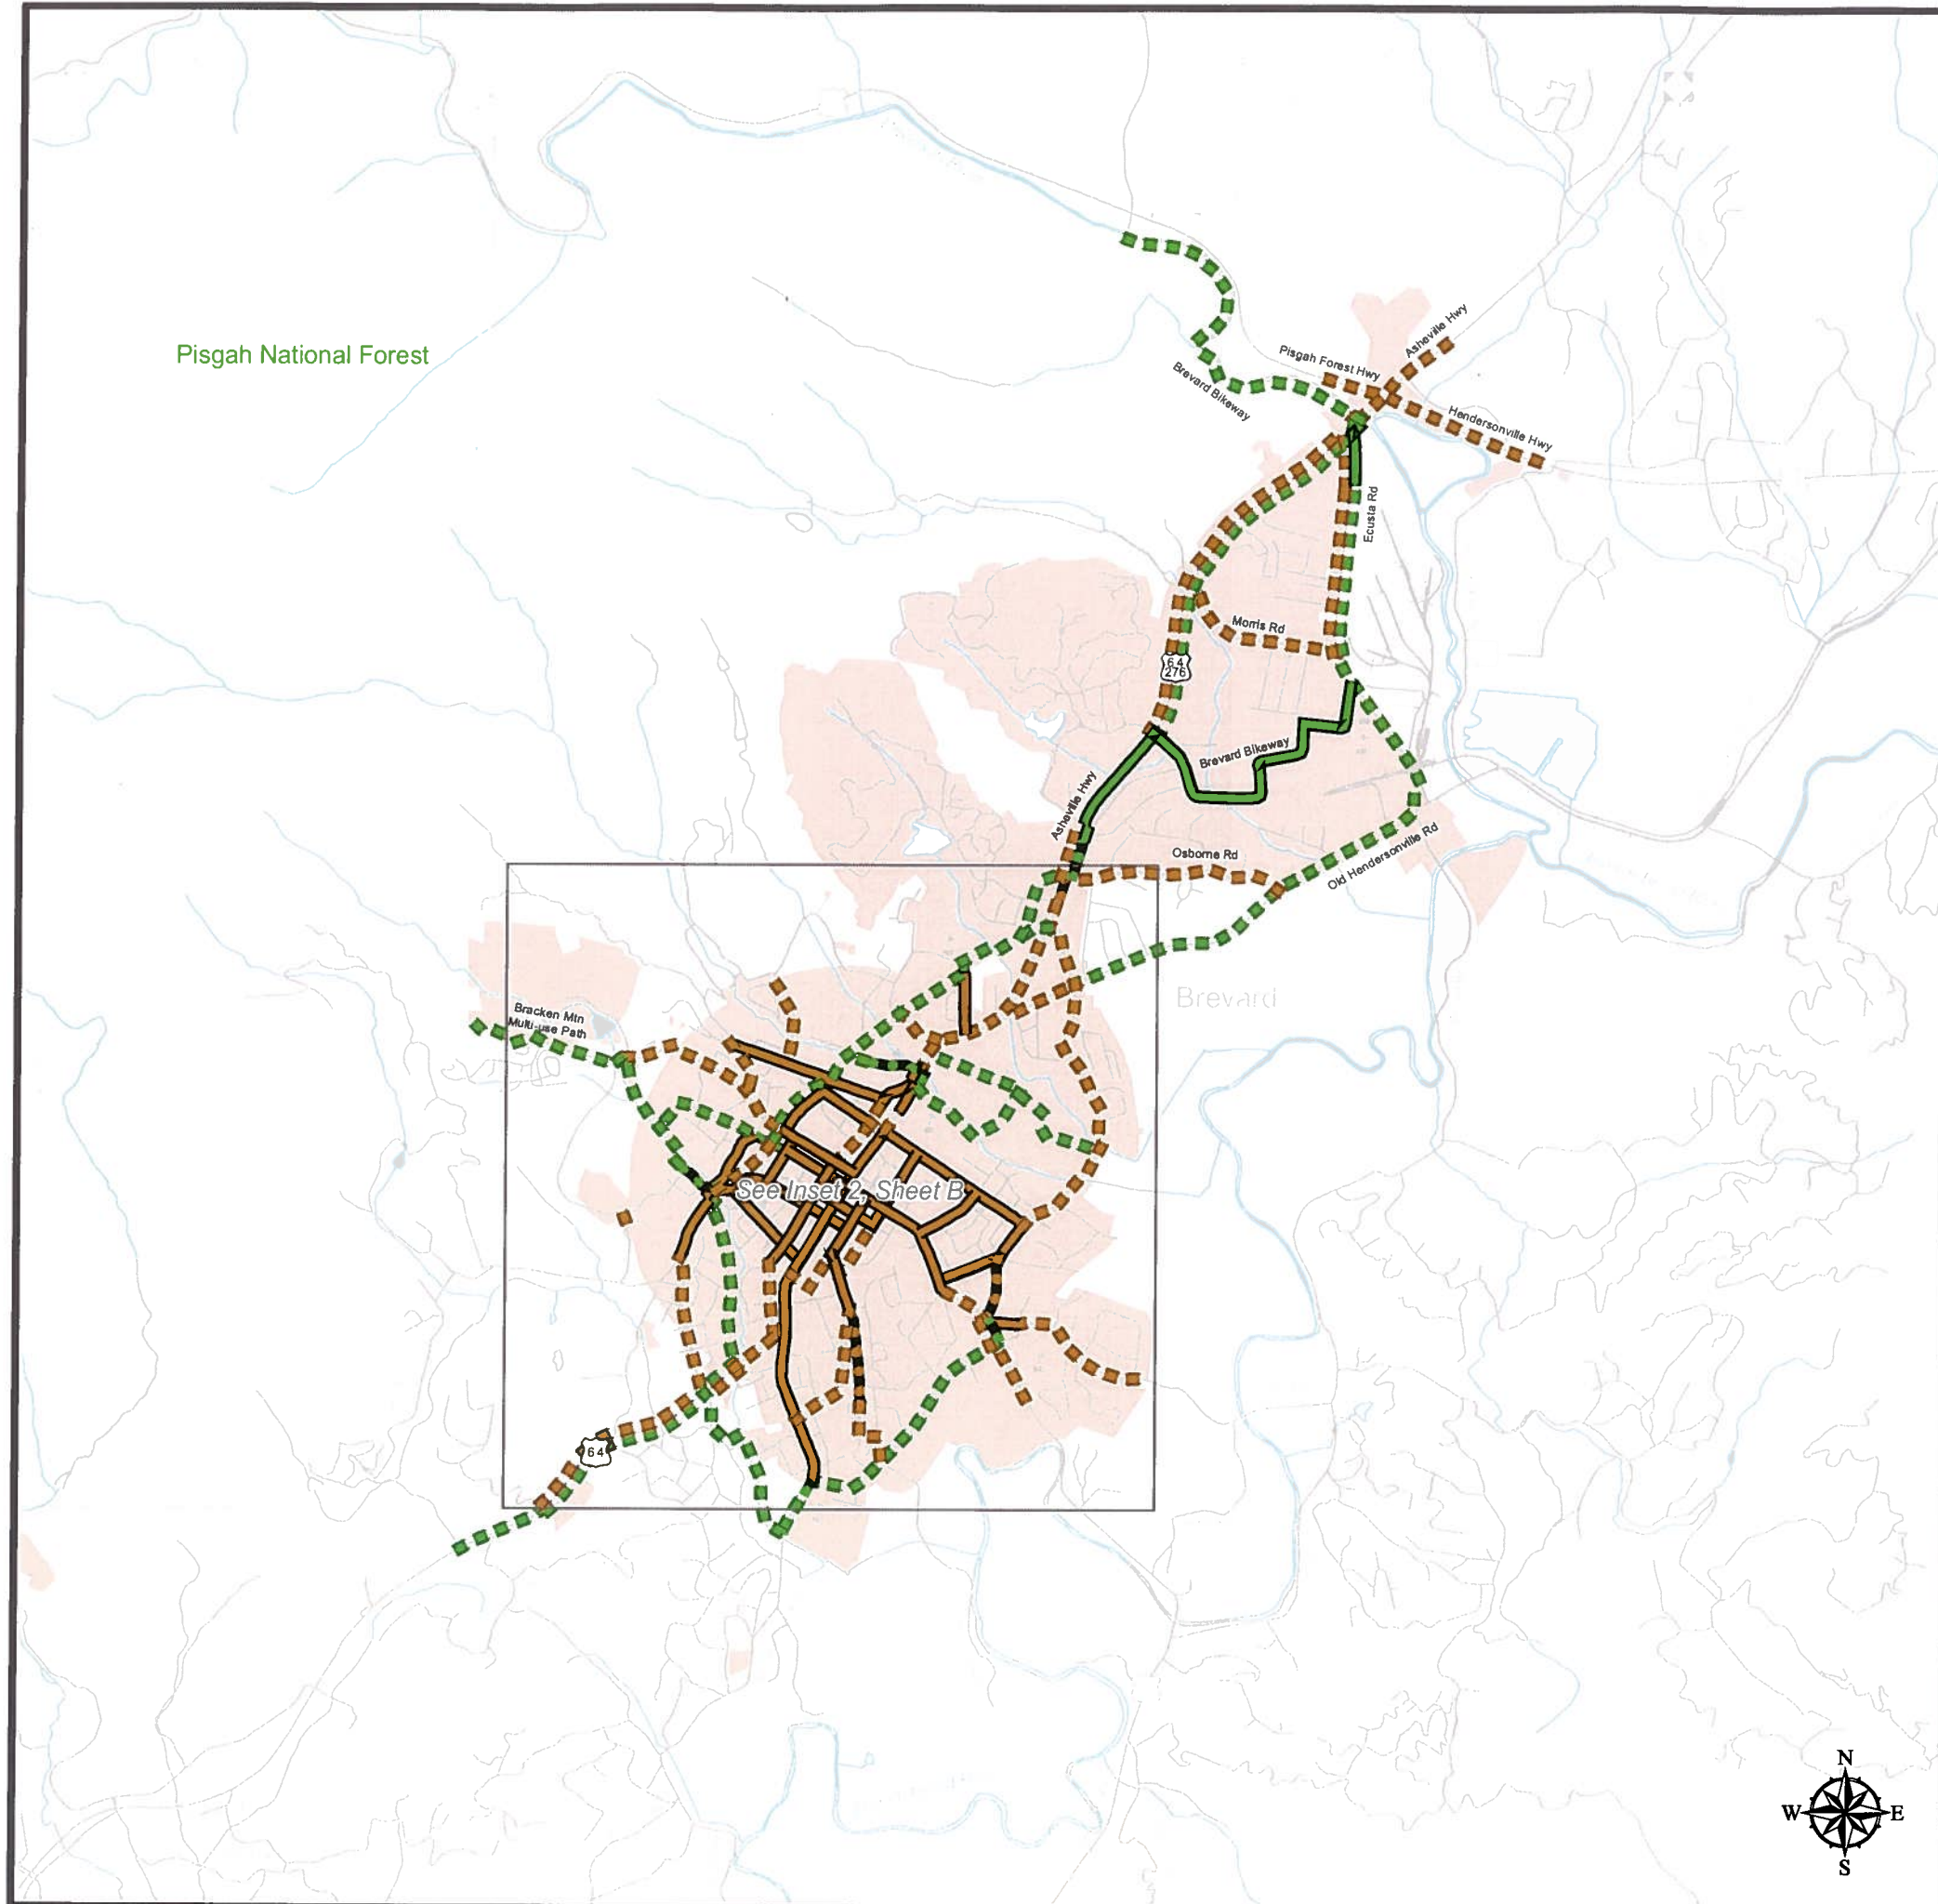 Pisgah National Forest
Asheville Hwy
Pisgah Forest Hwy
Brevard Bikeway
Hendersonville Hwy
Ecusta Rd
Morris Rd
64
276
Brevard Bikeway
Asheville Hwy
Osborne Rd
Old Hendersonville Rd
Brevard
Bracken Mtn
Multi-use Path
See Inset 2, Sheet B
64
N
W
E
S